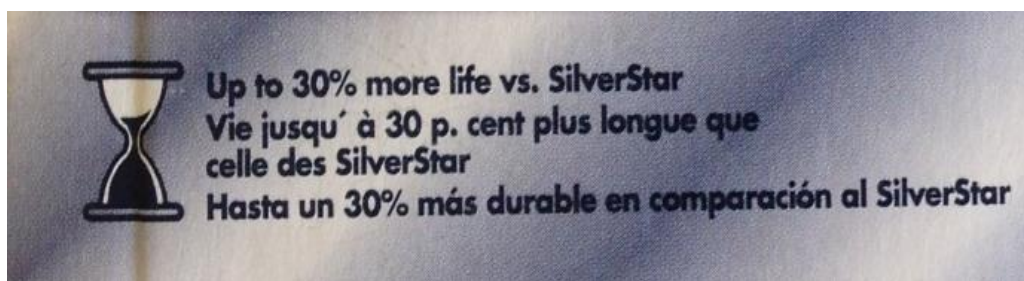 Up to 30% more life vs. SilverStar
Vie jusqu´ à 30 p. cent plus longue que
celle des SilverStar
Hasta un 30% más durable en comparación al SilverStar